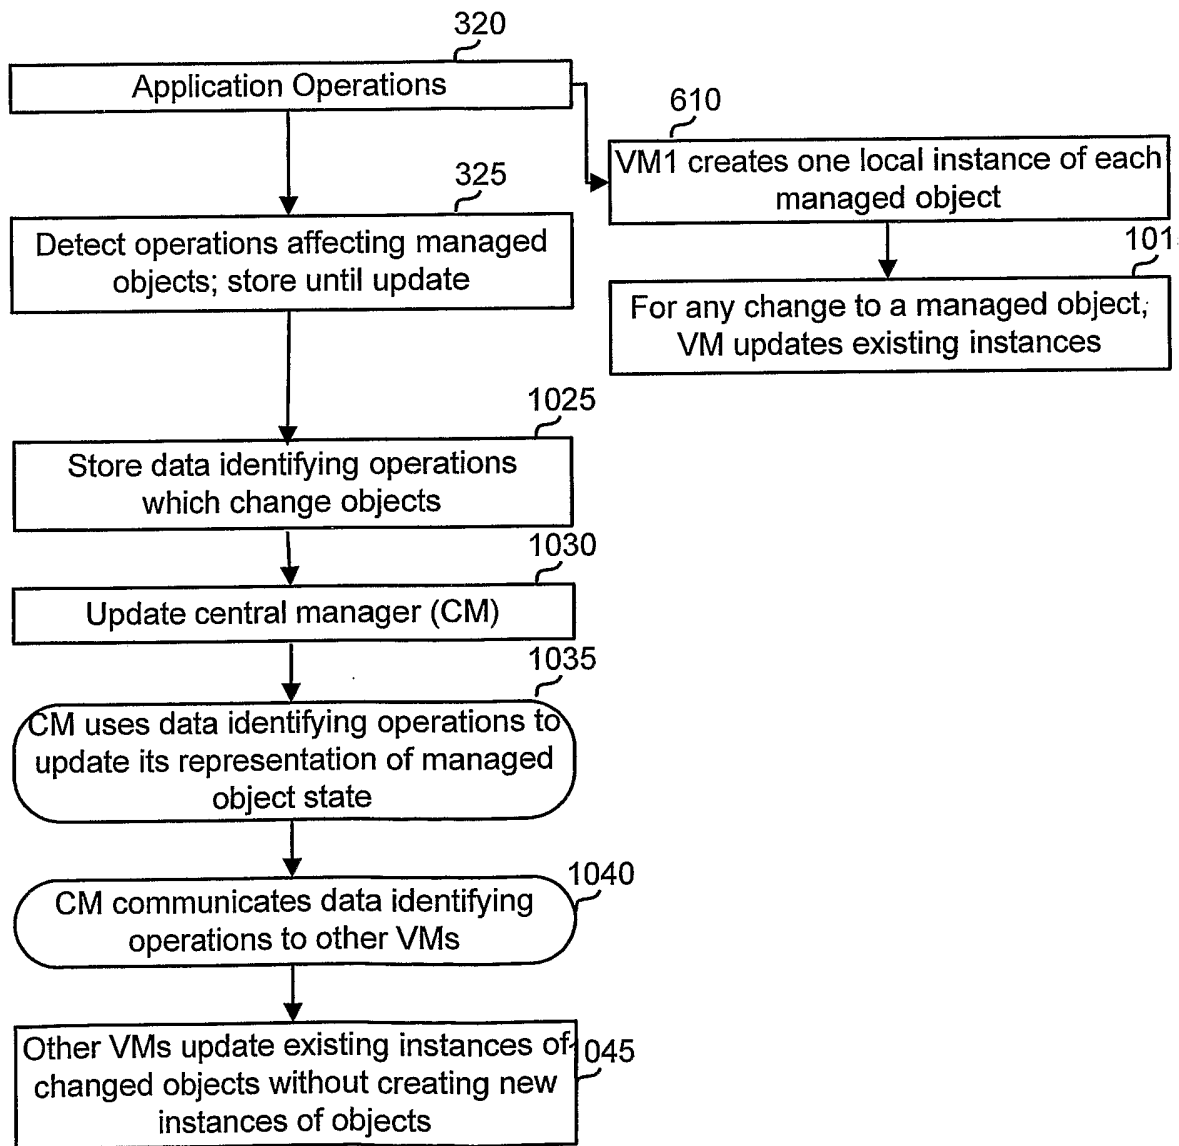 320
Application Operations
610
VM1 creates one local instance of each
managed object
325
Detect operations affecting managed
objects; store until update
For any change to a managed object,
VM updates existing instances
1025
Store data identifying operations
which change objects
1030
Update central manager (CM)
1035
CM uses data identifying operations to
update its representation of managed
object state
1040
CM communicates data identifying
operations to other VMs
1045
Other VMs update existing instances of
changed objects without creating new
instances of objects